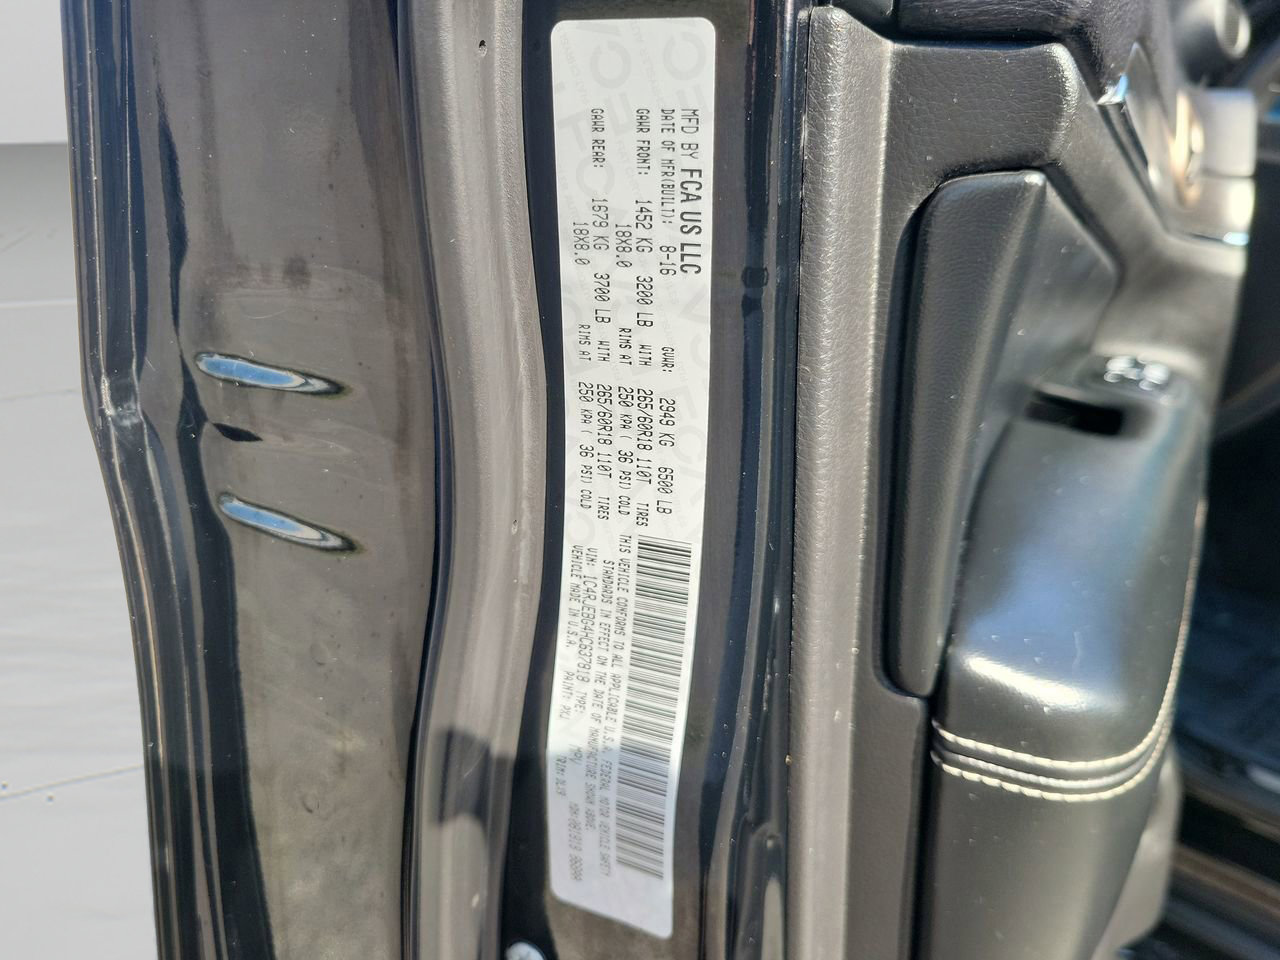 MFD BY FCA US LLC
DATE OF MFR(BUILT): 8-16 GVWR: 2949 KG 6500 LB
GAWR FRONT: 1452 KG 3200 LB WITH 265/60R18 110T TIRES
18X8.0 RIMS AT 250 KPA ( 36 PSI) COLD
GAWR REAR: 1679 KG 3700 LB WITH 265/60R18 110T TIRES
18X8.0 RIMS AT 250 KPA ( 36 PSI) COLD
THIS VEHICLE CONFORMS TO ALL APPLICABLE U.S.A. FEDERAL MOTOR VEHICLE SAFETY
STANDARDS IN EFFECT ON THE DATE OF MANUFACTURE SHOWN ABOVE.
VIN: 1C4RJEBG4HC637818 TYPE: MPV
VEHICLE MADE IN U.S.A. PAINT: PXJ